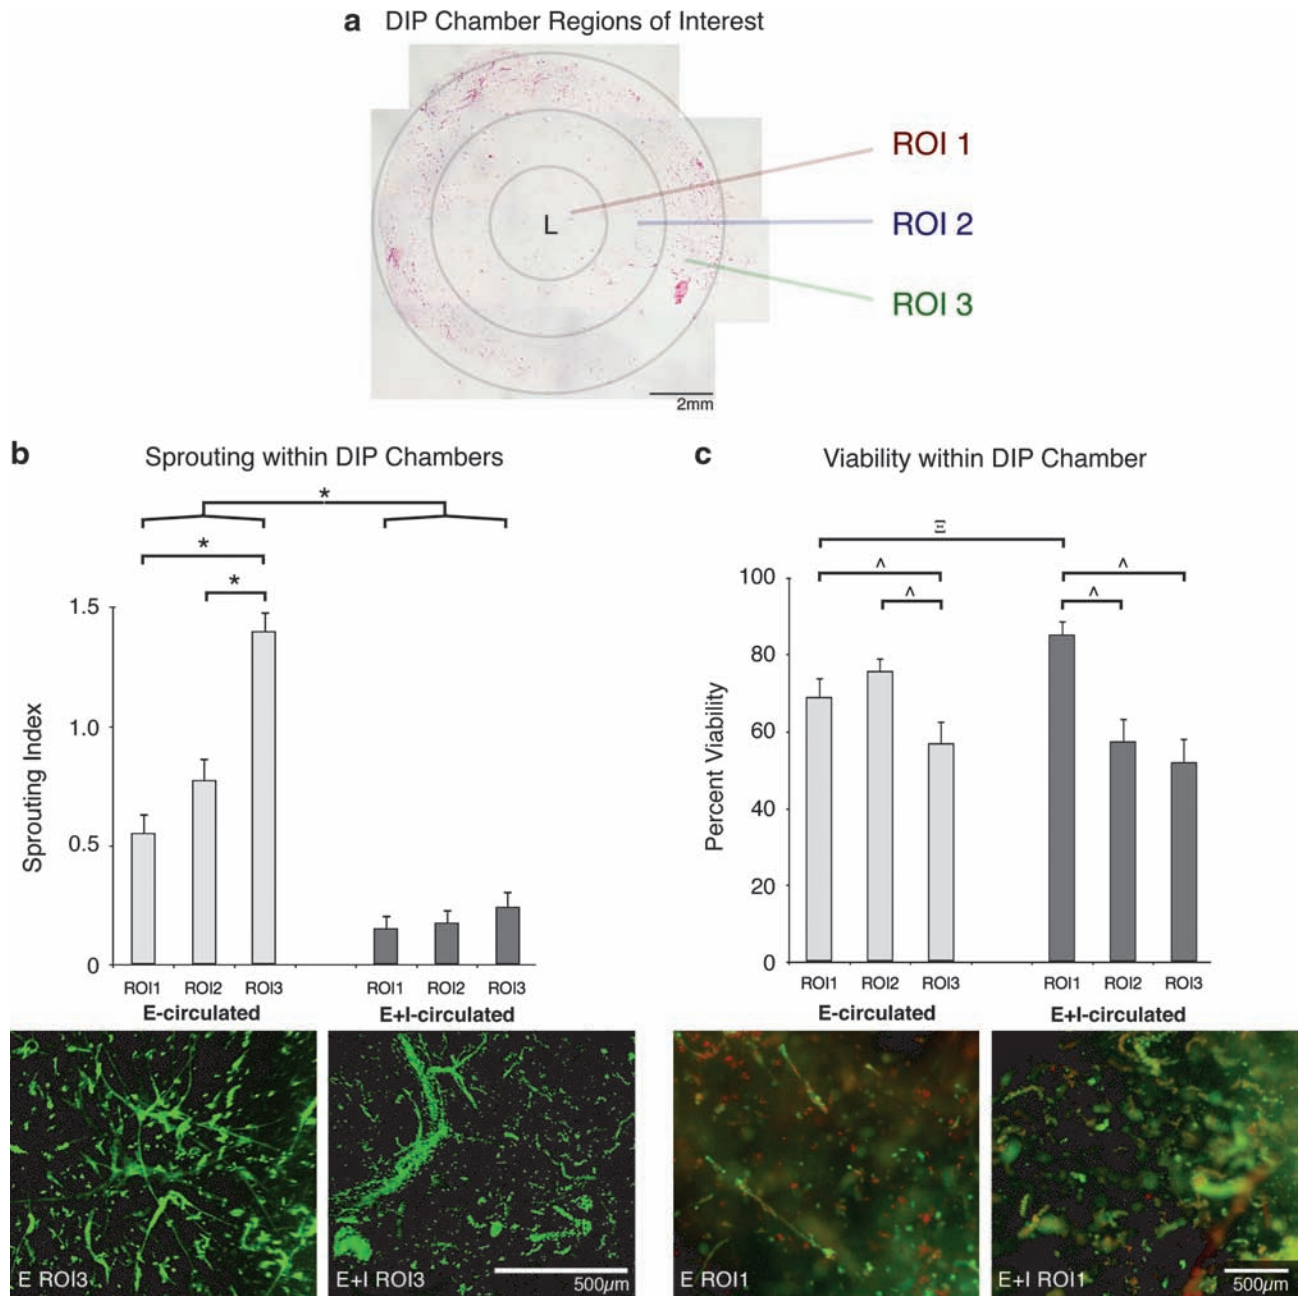 a DIP Chamber Regions of Interest
ROI 1
L
ROI 2
ROI 3
2mm
b Sprouting within DIP Chambers
*
*
*
1.5
1.0
0.5
0
Sprouting Index
ROI1 ROI2 ROI3 ROI1 ROI2 ROI3
E-circulated E+I-circulated
E ROI3 E+I ROI3 500µm
c Viability within DIP Chamber
Ξ
^ ^
^ ^
100
80
60
40
20
0
Percent Viability
ROI1 ROI2 ROI3 ROI1 ROI2 ROI3
E-circulated E+I-circulated
E ROI1 E+I ROI1 500µm